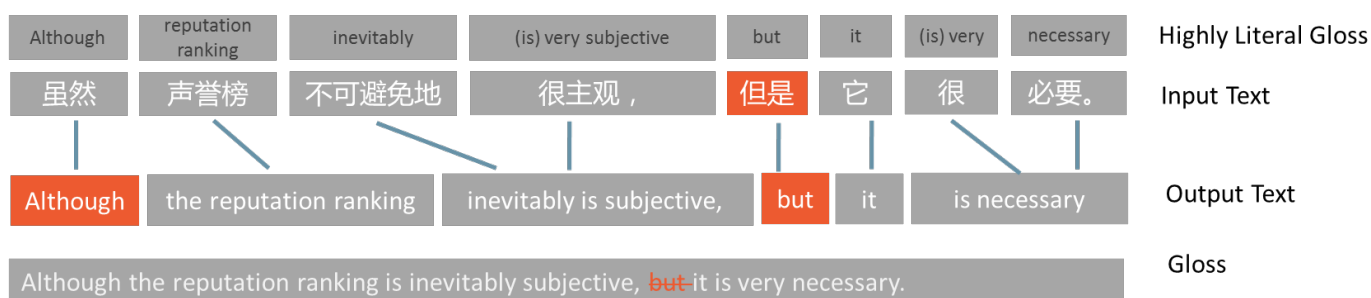 Although reputation ranking inevitably (is) very subjective but it (is) very necessary Highly Literal Gloss
虽然 声誉榜 不可避免地 很主观， 但是 它 很 必要。 Input Text
Although the reputation ranking inevitably is subjective, but it is necessary Output Text
Although the reputation ranking is inevitably subjective, but it is very necessary. Gloss